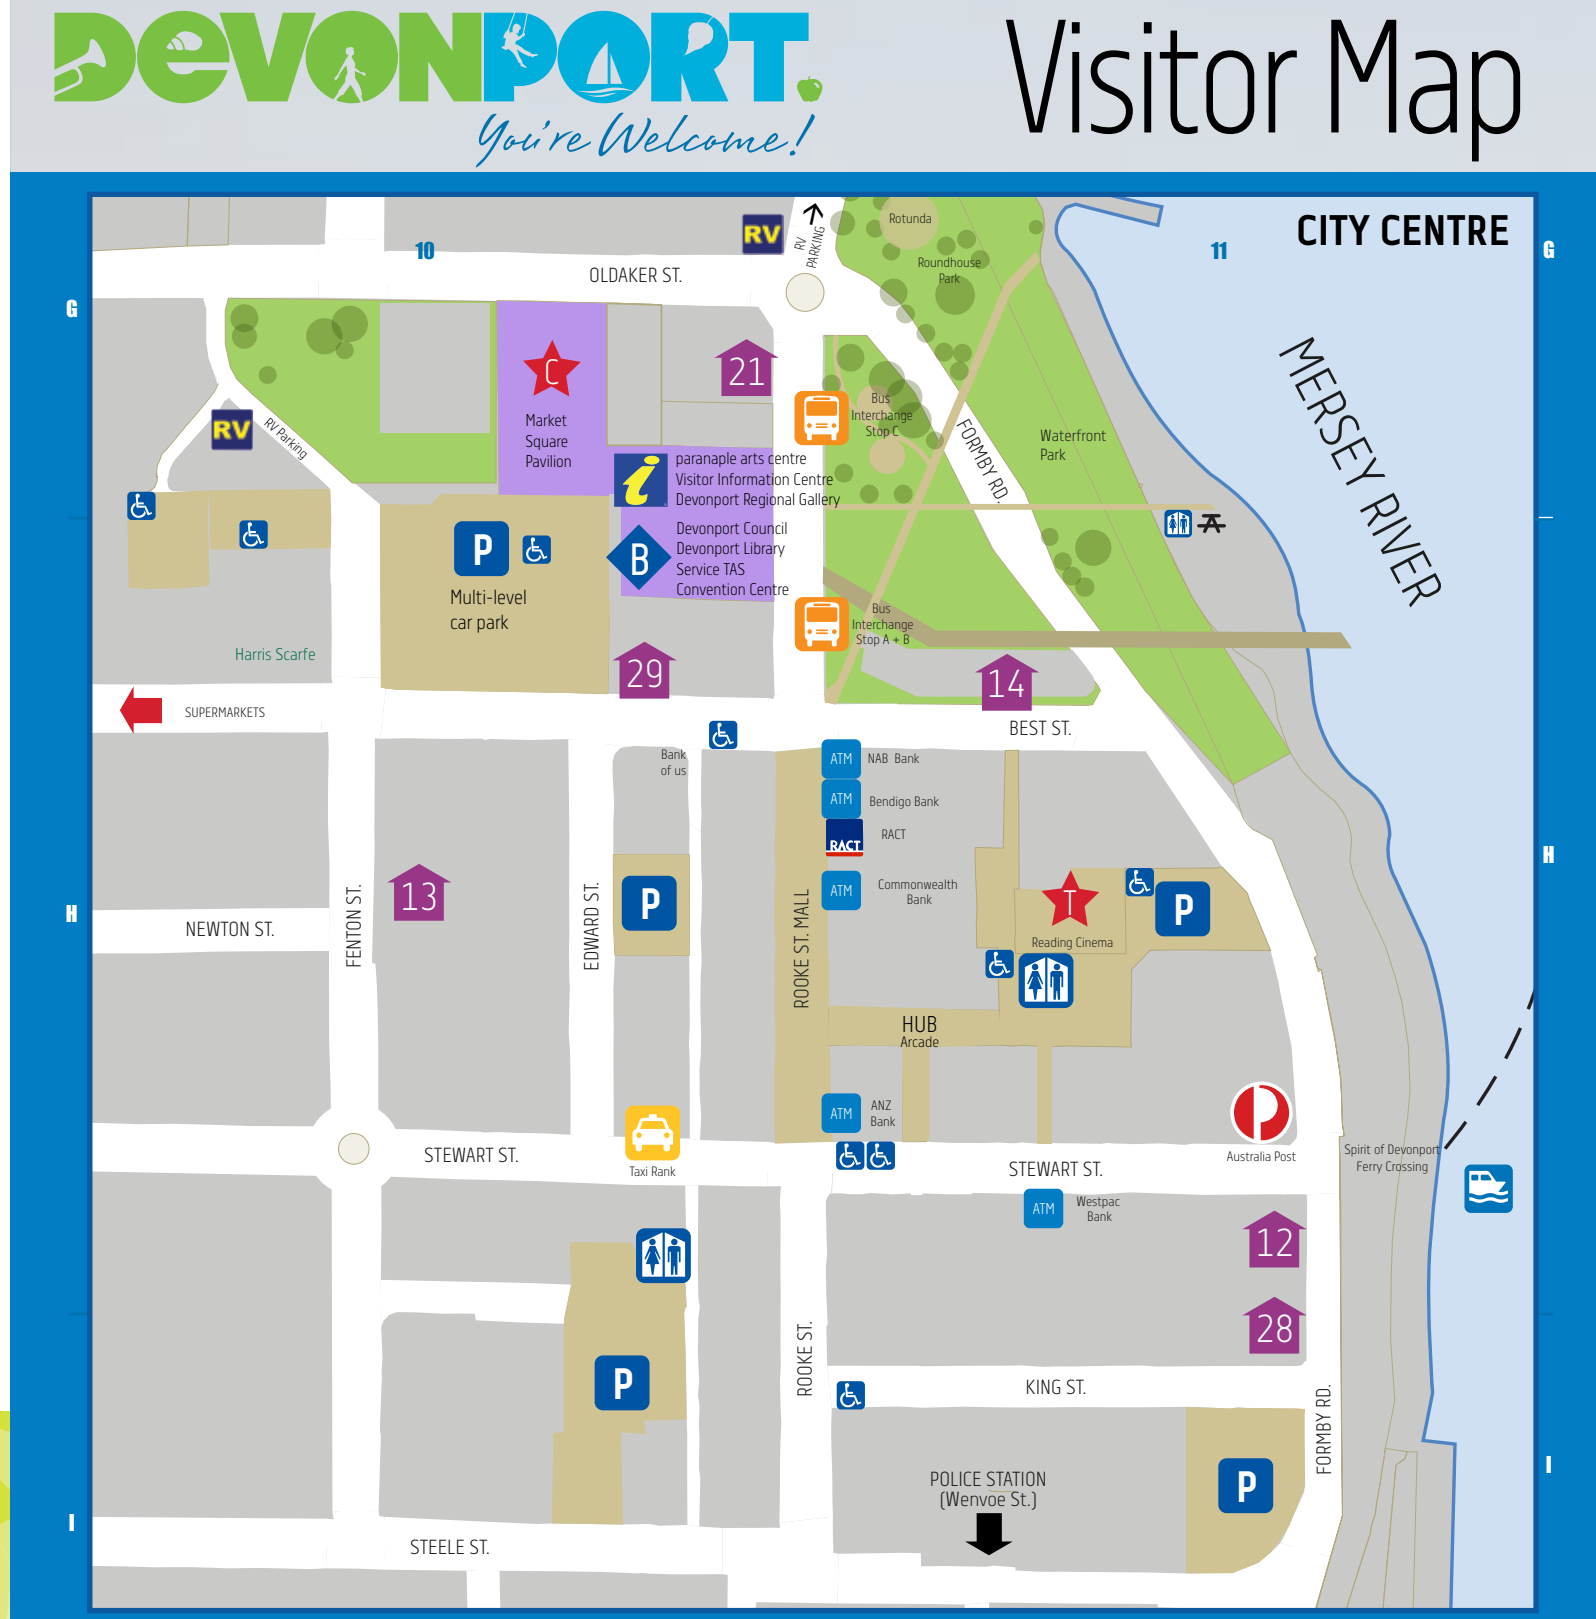 DEVONPORT
You're Welcome!
Visitor Map
CITY CENTRE
10
11
G
G
H
H
I
I
RV
RV
PARKING
OLDAKER ST.
Rotunda
Roundhouse
Park
MERSEY RIVER
C
Market
Square
Pavilion
21
Bus
Interchange
Stop C
FORMBY RD.
Waterfront
Park
RV
RV Parking
i
paranaple arts centre
Visitor Information Centre
Devonport Regional Gallery
P
Multi-level
car park
B
Devonport Council
Devonport Library
Service TAS
Convention Centre
Bus
Interchange
Stop A + B
Harris Scarfe
29
14
SUPERMARKETS
BEST ST.
Bank
of us
ATM
NAB Bank
ATM
Bendigo Bank
RACT
RACT
ATM
Commonwealth
Bank
13
FENTON ST.
NEWTON ST.
EDWARD ST.
P
ROOKE ST. MALL
T
Reading Cinema
P
HUB
Arcade
ATM
ANZ
Bank
Taxi Rank
STEWART ST.
STEWART ST.
P
Australia Post
Spirit of Devonport
Ferry Crossing
ATM
Westpac
Bank
12
28
P
ROOKE ST.
KING ST.
FORMBY RD.
POLICE STATION
(Wenvoe St.)
P
STEELE ST.